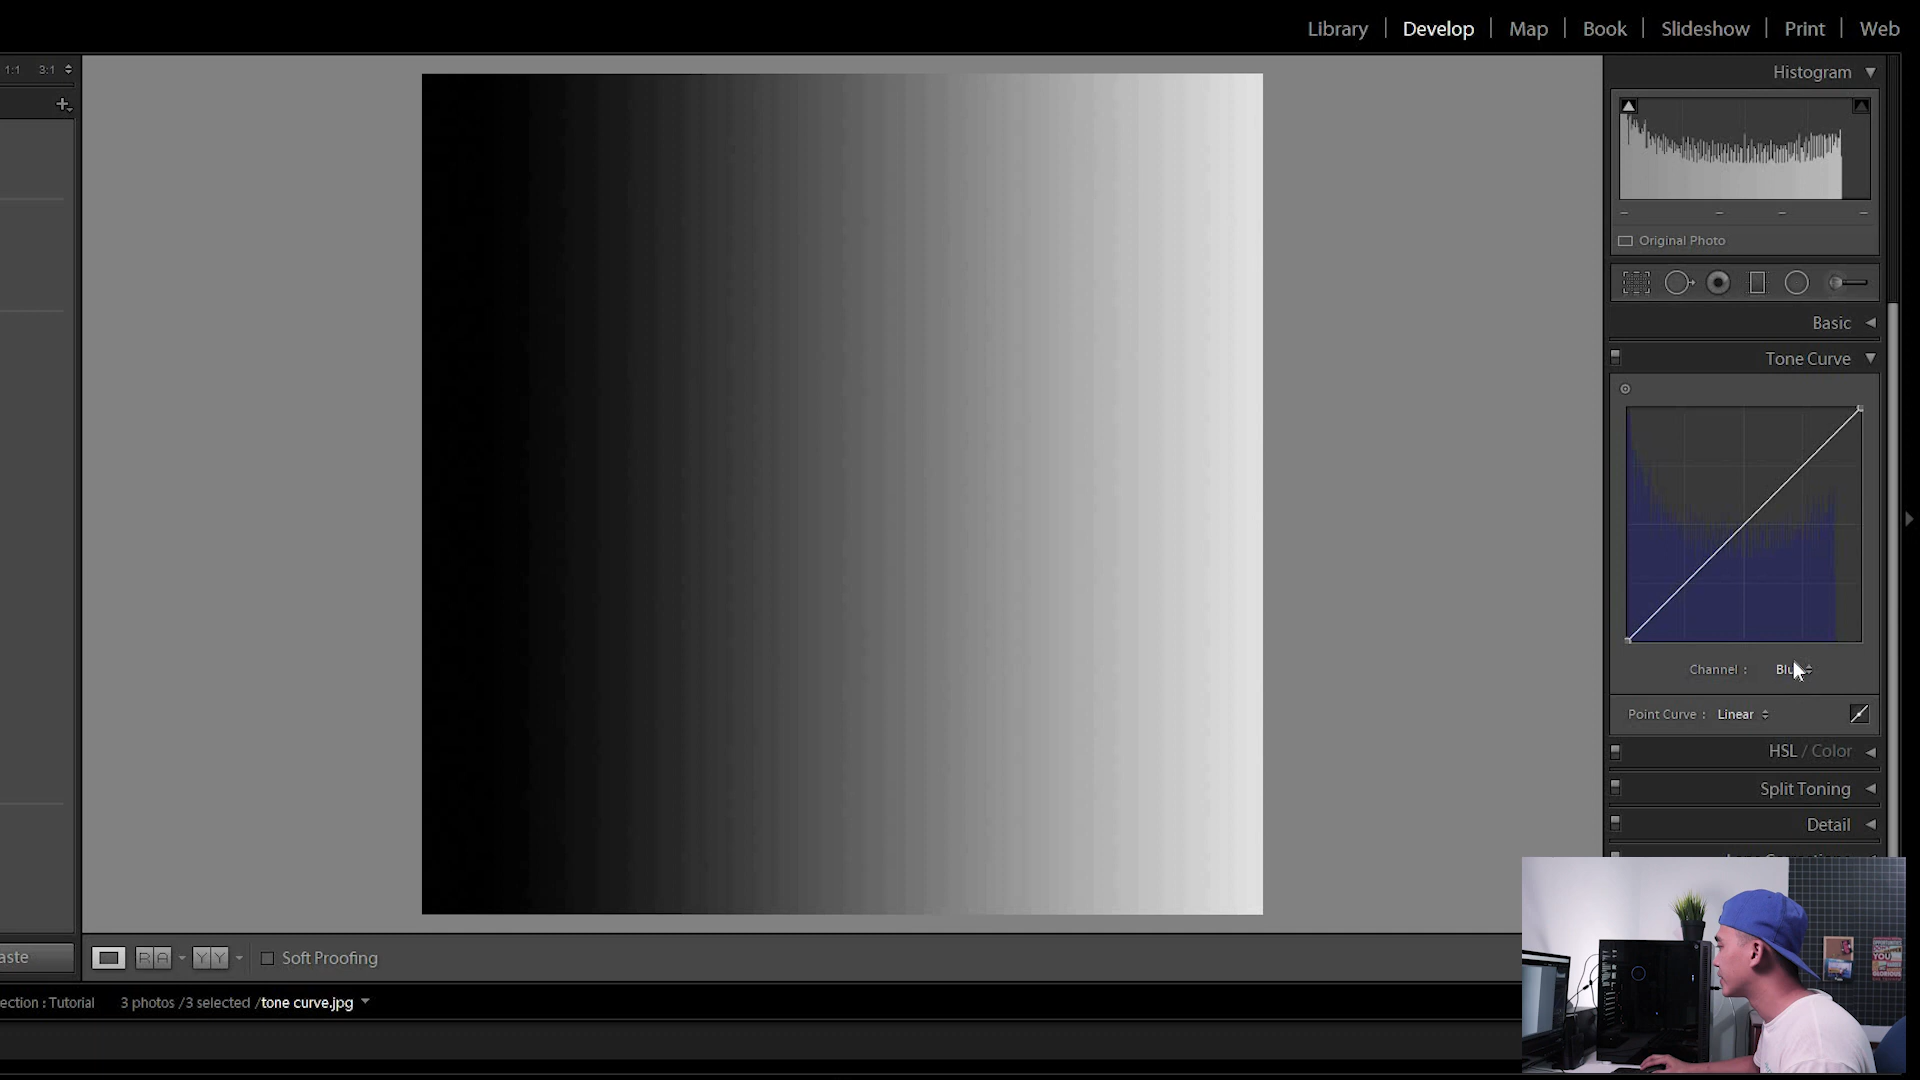 Library | Develop | Map | Book | Slideshow | Print | Web
1:1 3:1
Histogram
Original Photo
Basic
Tone Curve
Channel :
Point Curve : Linear
HSL / Color
Split Toning
Detail
aste
R A Y Y Soft Proofing
ection : Tutorial 3 photos /3 selected /tone curve.jpg